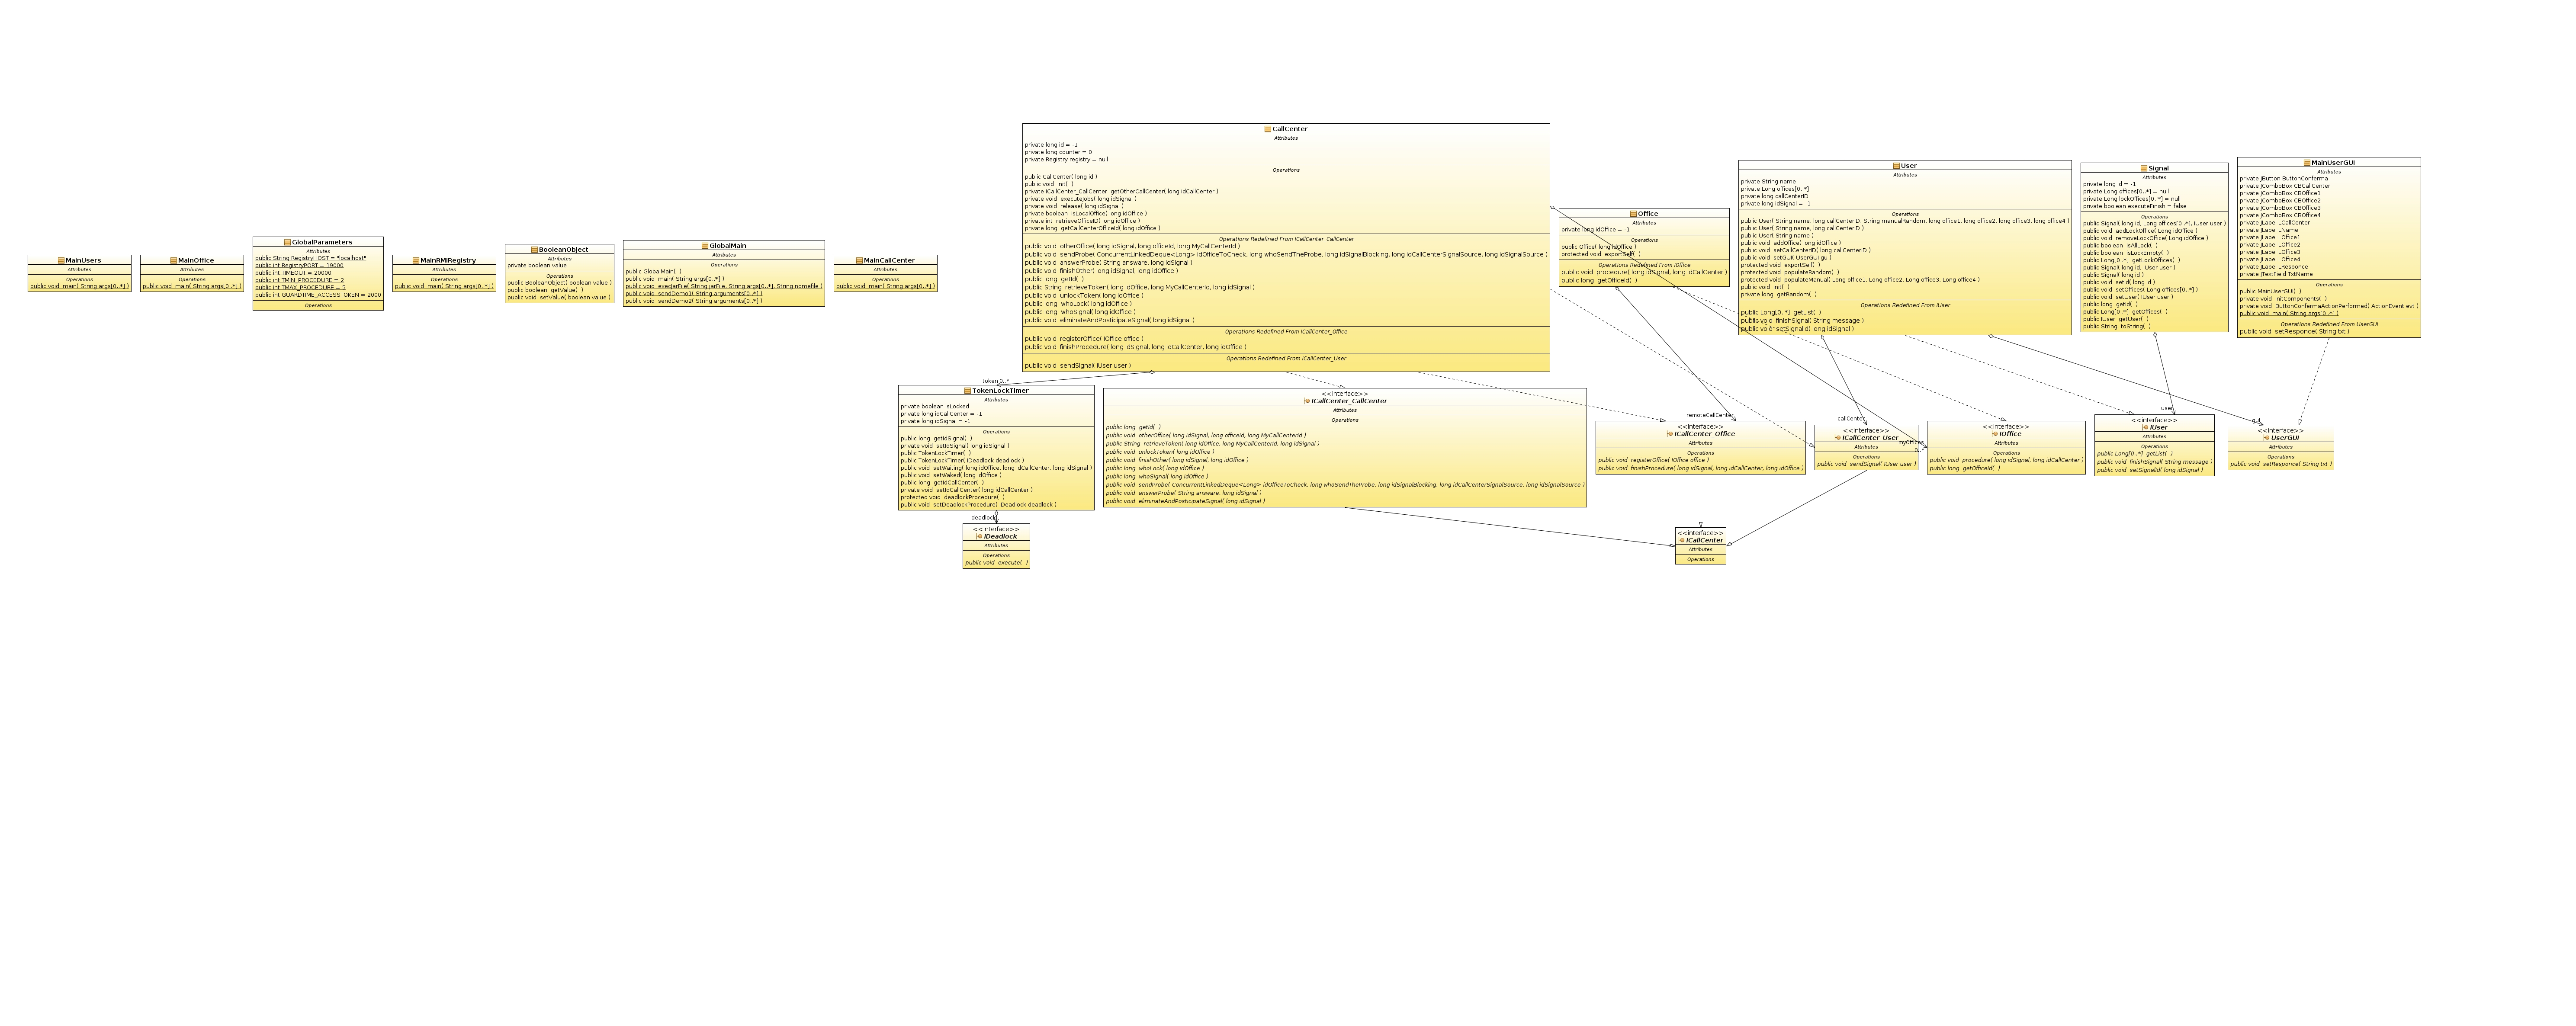 MainUsers
Attributes
Operations
public void  main( String args[0..*] )
MainOffice
Attributes
Operations
public void  main( String args[0..*] )
GlobalParameters
Attributes
public String RegistryHOST = "localhost"
public int RegistryPORT = 19000
public int TIMEOUT = 20000
public int TMIN_PROCEDURE = 2
public int TMAX_PROCEDURE = 5
public int GUARDTIME_ACCESSTOKEN = 2000
Operations
MainRMIRegistry
Attributes
Operations
public void  main( String args[0..*] )
BooleanObject
Attributes
private boolean value
Operations
public BooleanObject( boolean value )
public boolean  getValue(  )
public void  setValue( boolean value )
GlobalMain
Attributes
Operations
public GlobalMain(  )
public void  main( String args[0..*] )
public void  execJarFile( String jarFile, String args[0..*], String nomefile )
public void  sendDemo1( String arguments[0..*] )
public void  sendDemo2( String arguments[0..*] )
MainCallCenter
Attributes
Operations
public void  main( String args[0..*] )
CallCenter
Attributes
private long id = -1
private long counter = 0
private Registry registry = null
Operations
public CallCenter( long id )
public void  init(  )
private ICallCenter_CallCenter  getOtherCallCenter( long idCallCenter )
private void  executeJobs( long idSignal )
private void  release( long idSignal )
private boolean  isLocalOffice( long idOffice )
private int  retrieveOfficeID( long idOffice )
private long  getCallCenterOfficeId( long idOffice )
Operations Redefined From ICallCenter_CallCenter
public void  otherOffice( long idSignal, long officeId, long MyCallCenterId )
public void  sendProbe( ConcurrentLinkedDeque<Long> idOfficeToCheck, long whoSendTheProbe, long idSignalBlocking, long idCallCenterSignalSource, long idSignalSource )
public void  answerProbe( String answare, long idSignal )
public void  finishOther( long idSignal, long idOffice )
public long  getId(  )
public String  retrieveToken( long idOffice, long MyCallCenterId, long idSignal )
public void  unlockToken( long idOffice )
public long  whoLock( long idOffice )
public long  whoSignal( long idOffice )
public void  eliminateAndPosticipateSignal( long idSignal )
Operations Redefined From ICallCenter_Office
public void  registerOffice( IOffice office )
public void  finishProcedure( long idSignal, long idCallCenter, long idOffice )
Operations Redefined From ICallCenter_User
public void  sendSignal( IUser user )
Office
Attributes
private long idOffice = -1
Operations
public Office( long idOffice )
protected void  exportSelf(  )
Operations Redefined From IOffice
public void  procedure( long idSignal, long idCallCenter )
public long  getOfficeId(  )
User
Attributes
private String name
private Long offices[0..*]
private long callCenterID
private long idSignal = -1
Operations
public User( String name, long callCenterID, String manualRandom, long office1, long office2, long office3, long office4 )
public User( String name, long callCenterID )
public User( String name )
public void  addOffice( long idOffice )
public void  setCallCenterID( long callCenterID )
public void  setGUI( UserGUI gu )
protected void  exportSelf(  )
protected void  populateRandom(  )
protected void  populateManual( Long office1, Long office2, Long office3, Long office4 )
public void  init(  )
private long  getRandom(  )
Operations Redefined From IUser
public Long[0..*]  getList(  )
public void  finishSignal( String message )
public void  setSignalId( long idSignal )
Signal
Attributes
private long id = -1
private Long offices[0..*] = null
private Long lockOffices[0..*] = null
private boolean executeFinish = false
Operations
public Signal( long id, Long offices[0..*], IUser user )
public void  addLockOffice( Long idOffice )
public void  removeLockOffice( Long idOffice )
public boolean  isAllLock(  )
public boolean  isLockEmpty(  )
public Long[0..*]  getLockOffices(  )
public Signal( long id, IUser user )
public Signal( long id )
public void  setId( long id )
public void  setOffices( Long offices[0..*] )
public void  setUser( IUser user )
public long  getId(  )
public Long[0..*]  getOffices(  )
public IUser  getUser(  )
public String  toString(  )
MainUserGUI
Attributes
private JButton ButtonConferma
private JComboBox CBCallCenter
private JComboBox CBOffice1
private JComboBox CBOffice2
private JComboBox CBOffice3
private JComboBox CBOffice4
private JLabel LCallCenter
private JLabel LName
private JLabel LOffice1
private JLabel LOffice2
private JLabel LOffice3
private JLabel LOffice4
private JLabel LResponce
private JTextField TxtName
Operations
public MainUserGUI(  )
private void  initComponents(  )
private void  ButtonConfermaActionPerformed( ActionEvent evt )
public void  main( String args[0..*] )
Operations Redefined From UserGUI
public void  setResponce( String txt )
token 0..*
TokenLockTimer
Attributes
private boolean isLocked
private long idCallCenter = -1
private long idSignal = -1
Operations
public long  getIdSignal(  )
private void  setIdSignal( long idSignal )
public TokenLockTimer(  )
public TokenLockTimer( IDeadlock deadlock )
public void  setWaiting( long idOffice, long idCallCenter, long idSignal )
public void  setWaked( long idOffice )
public long  getIdCallCenter(  )
private void  setIdCallCenter( long idCallCenter )
protected void  deadlockProcedure(  )
public void  setDeadlockProcedure( IDeadlock deadlock )
deadlock
<<interface>>
IDeadlock
Attributes
Operations
public void  execute(  )
<<interface>>
ICallCenter_CallCenter
Attributes
Operations
public long  getId(  )
public void  otherOffice( long idSignal, long officeId, long MyCallCenterId )
public String  retrieveToken( long idOffice, long MyCallCenterId, long idSignal )
public void  unlockToken( long idOffice )
public void  finishOther( long idSignal, long idOffice )
public long  whoLock( long idOffice )
public long  whoSignal( long idOffice )
public void  sendProbe( ConcurrentLinkedDeque<Long> idOfficeToCheck, long whoSendTheProbe, long idSignalBlocking, long idCallCenterSignalSource, long idSignalSource )
public void  answerProbe( String answare, long idSignal )
public void  eliminateAndPosticipateSignal( long idSignal )
remoteCallCenter
<<interface>>
ICallCenter_Office
Attributes
Operations
public void  registerOffice( IOffice office )
public void  finishProcedure( long idSignal, long idCallCenter, long idOffice )
callCenter
<<interface>>
ICallCenter_User
Attributes
Operations
public void  sendSignal( IUser user )
myOffices
0..*
<<interface>>
IOffice
Attributes
Operations
public void  procedure( long idSignal, long idCallCenter )
public long  getOfficeId(  )
user
<<interface>>
IUser
Attributes
Operations
public Long[0..*]  getList(  )
public void  finishSignal( String message )
public void  setSignalId( long idSignal )
gui
<<interface>>
UserGUI
Attributes
Operations
public void  setResponce( String txt )
<<interface>>
ICallCenter
Attributes
Operations